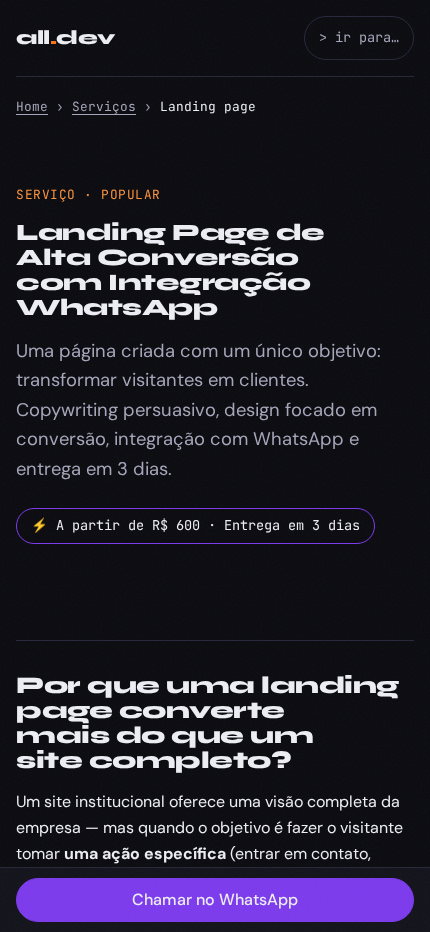 all.dev
> ir para…
Home › Serviços › Landing page
SERVIÇO · POPULAR
Landing Page de
Alta Conversão
com Integração
WhatsApp
Uma página criada com um único objetivo:
transformar visitantes em clientes.
Copywriting persuasivo, design focado em
conversão, integração com WhatsApp e
entrega em 3 dias.
⚡ A partir de R$ 600 · Entrega em 3 dias
Por que uma landing
page converte
mais do que um
site completo?
Um site institucional oferece uma visão completa da
empresa — mas quando o objetivo é fazer o visitante
tomar uma ação específica (entrar em contato,
Chamar no WhatsApp